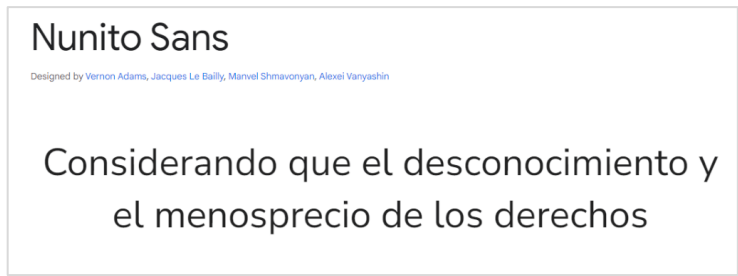 Nunito Sans
Designed by Vernon Adams, Jacques Le Bailly, Manvel Shmavonyan, Alexei Vanyashin
Considerando que el desconocimiento y
el menosprecio de los derechos